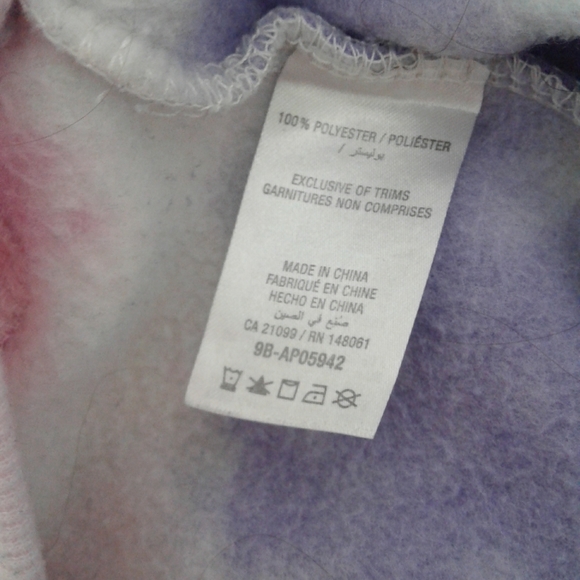 100% POLYESTER / POLIÉSTER
/ بوليستر
EXCLUSIVE OF TRIMS
GARNITURES NON COMPRISES
MADE IN CHINA
FABRIQUÉ EN CHINE
HECHO EN CHINA
صنع في الصين
CA 21099 / RN 148061
9B-AP05942